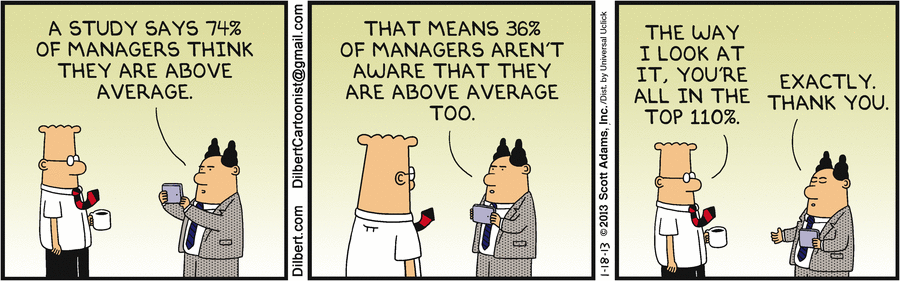 A STUDY SAYS 74%
OF MANAGERS THINK
THEY ARE ABOVE
AVERAGE.
Dilbert.com DilbertCartoonist@gmail.com
THAT MEANS 36%
OF MANAGERS AREN'T
AWARE THAT THEY
ARE ABOVE AVERAGE
TOO.
1-18-13 ©2013 Scott Adams, Inc. /Dist. by Universal Uclick
THE WAY
I LOOK AT
IT, YOU'RE
ALL IN THE
TOP 110%.
EXACTLY.
THANK YOU.